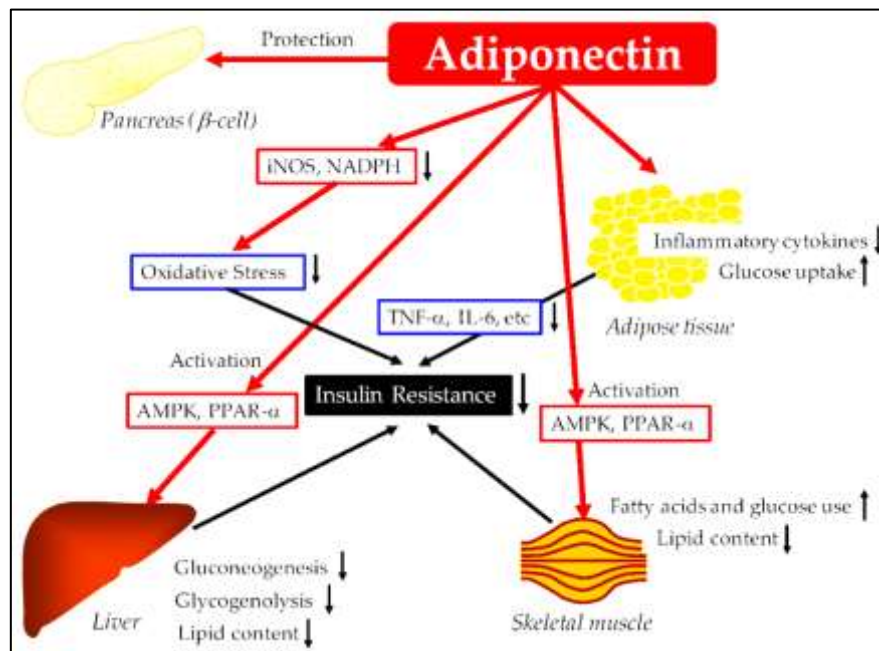 Protection
Adiponectin
Pancreas (β-cell)
iNOS, NADPH ↓
Inflammatory cytokines ↓
Glucose uptake ↑
Oxidative Stress ↓
TNF-α, IL-6, etc ↓
Adipose tissue
Activation
Insulin Resistance ↓
Activation
AMPK, PPAR-α
AMPK, PPAR-α
Fatty acids and glucose use ↑
Lipid content ↓
Gluconeogenesis ↓
Glycogenolysis ↓
Lipid content ↓
Liver
Skeletal muscle